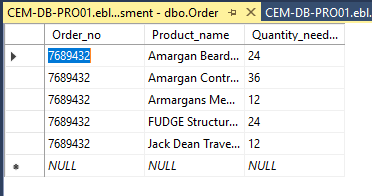 CEM-DB-PRO01.ebl...sment - dbo.Order CEM-DB-PRO01.ebl.
Order_no Product_name Quantity_need...
7689432 Amargan Beard... 24
7689432 Amargan Contr... 36
7689432 Armargans Me... 12
7689432 FUDGE Structur... 24
7689432 Jack Dean Trave... 12
NULL NULL NULL